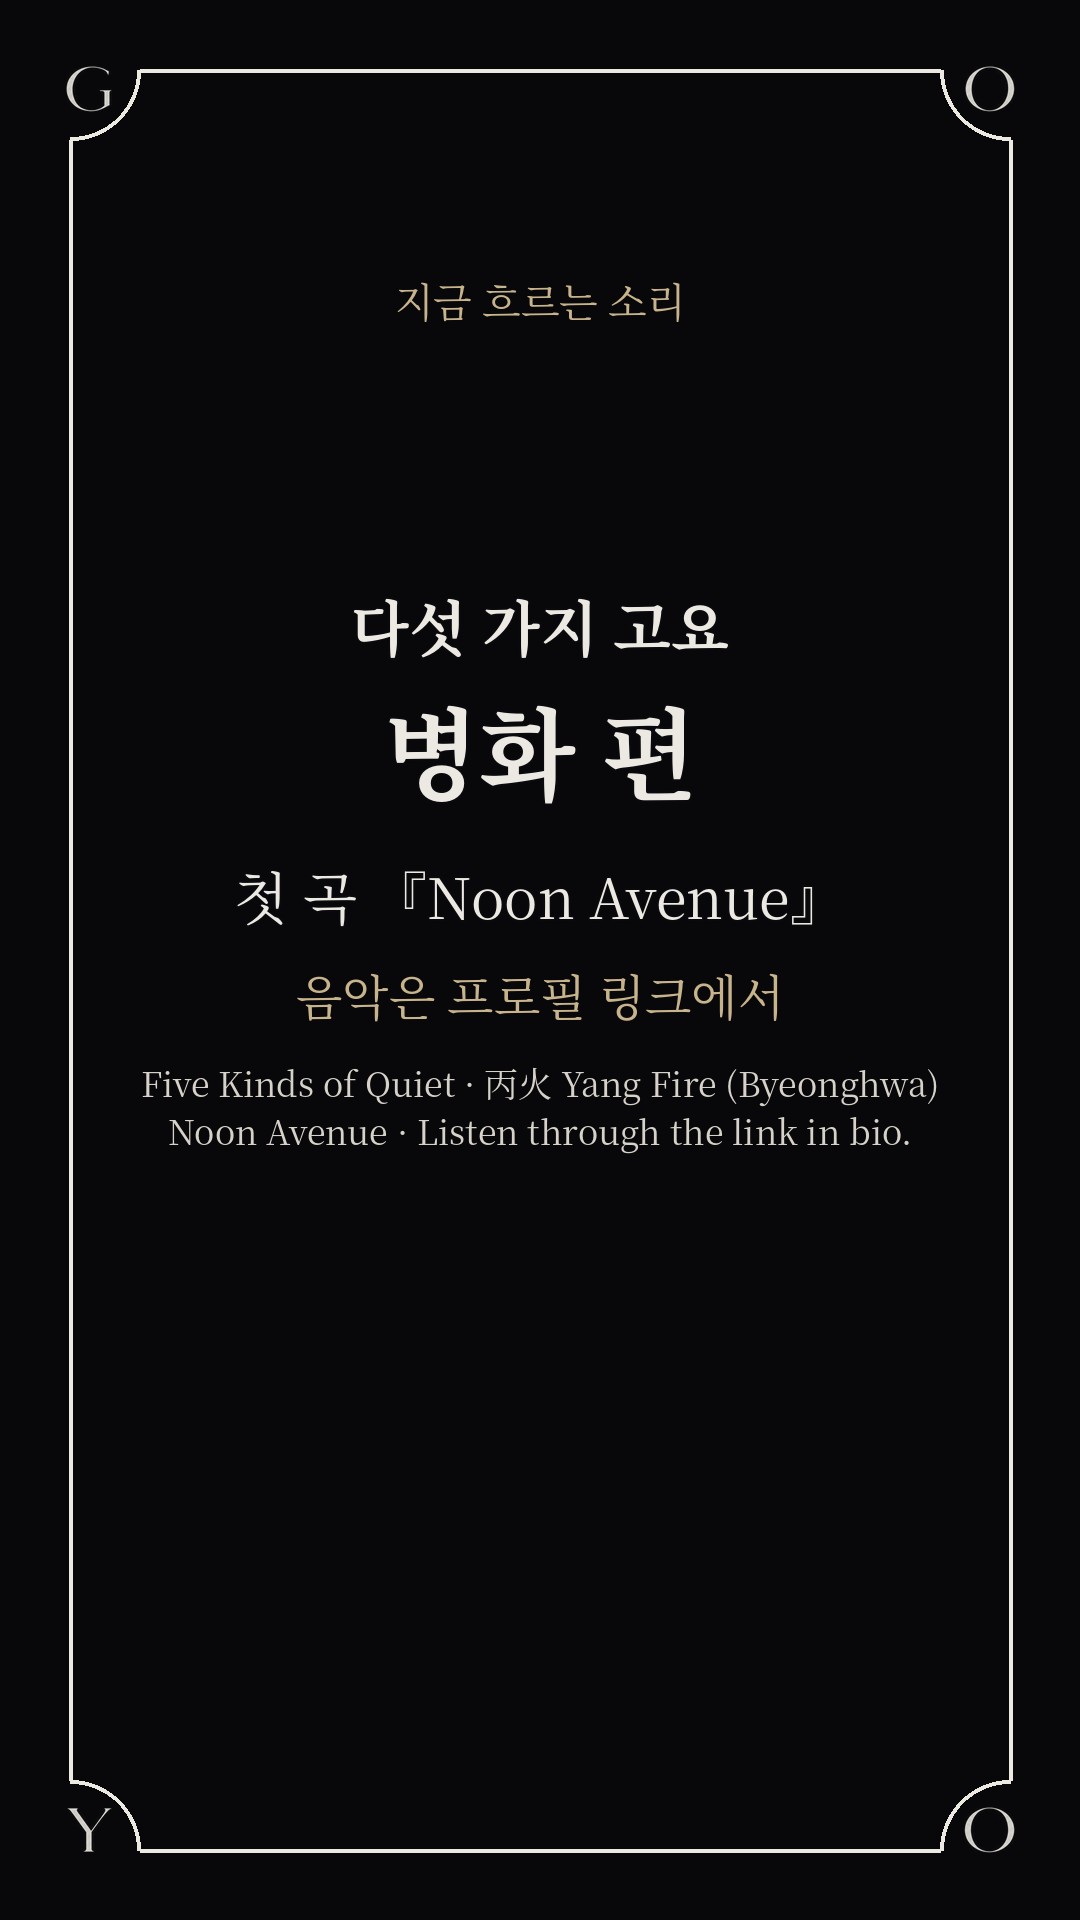 G O
지금 흐르는 소리
다섯 가지 고요
병화 편
첫 곡 『Noon Avenue』
음악은 프로필 링크에서
Five Kinds of Quiet · 丙火 Yang Fire (Byeonghwa)
Noon Avenue · Listen through the link in bio.
Y O